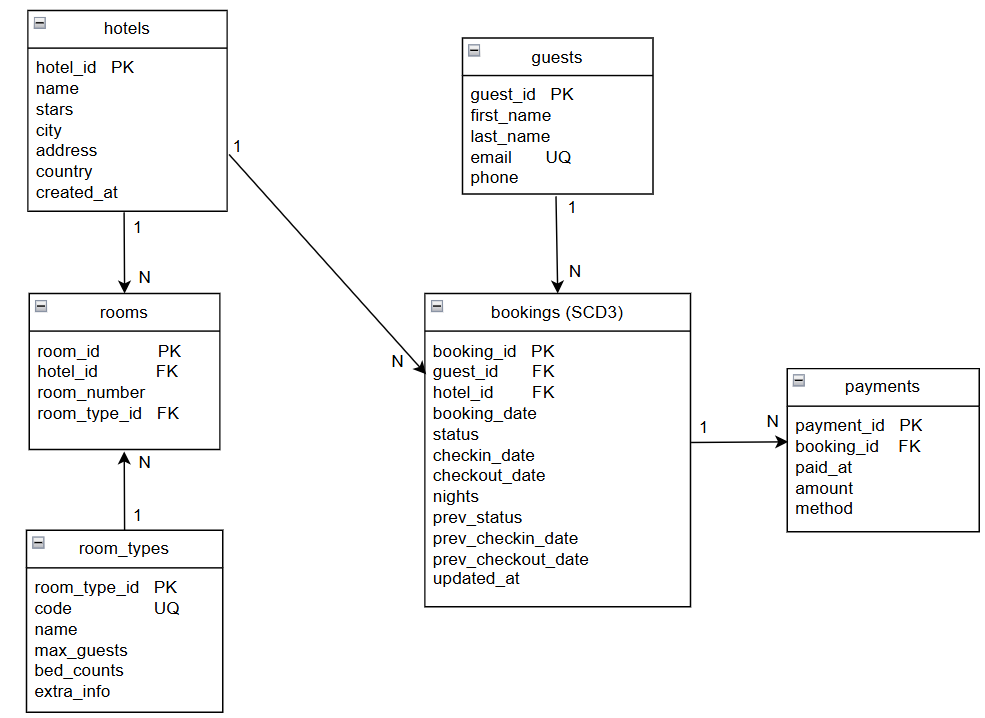 hotels
hotel_id PK
name
stars
city
address
country
created_at
1
N
1
N
rooms
room_id PK
hotel_id FK
room_number
room_type_id FK
N
1
room_types
room_type_id PK
code UQ
name
max_guests
bed_counts
extra_info
guests
guest_id PK
first_name
last_name
email UQ
phone
1
N
bookings (SCD3)
booking_id PK
guest_id FK
hotel_id FK
booking_date
status
checkin_date
checkout_date
nights
prev_status
prev_checkin_date
prev_checkout_date
updated_at
1
N
payments
payment_id PK
booking_id FK
paid_at
amount
method